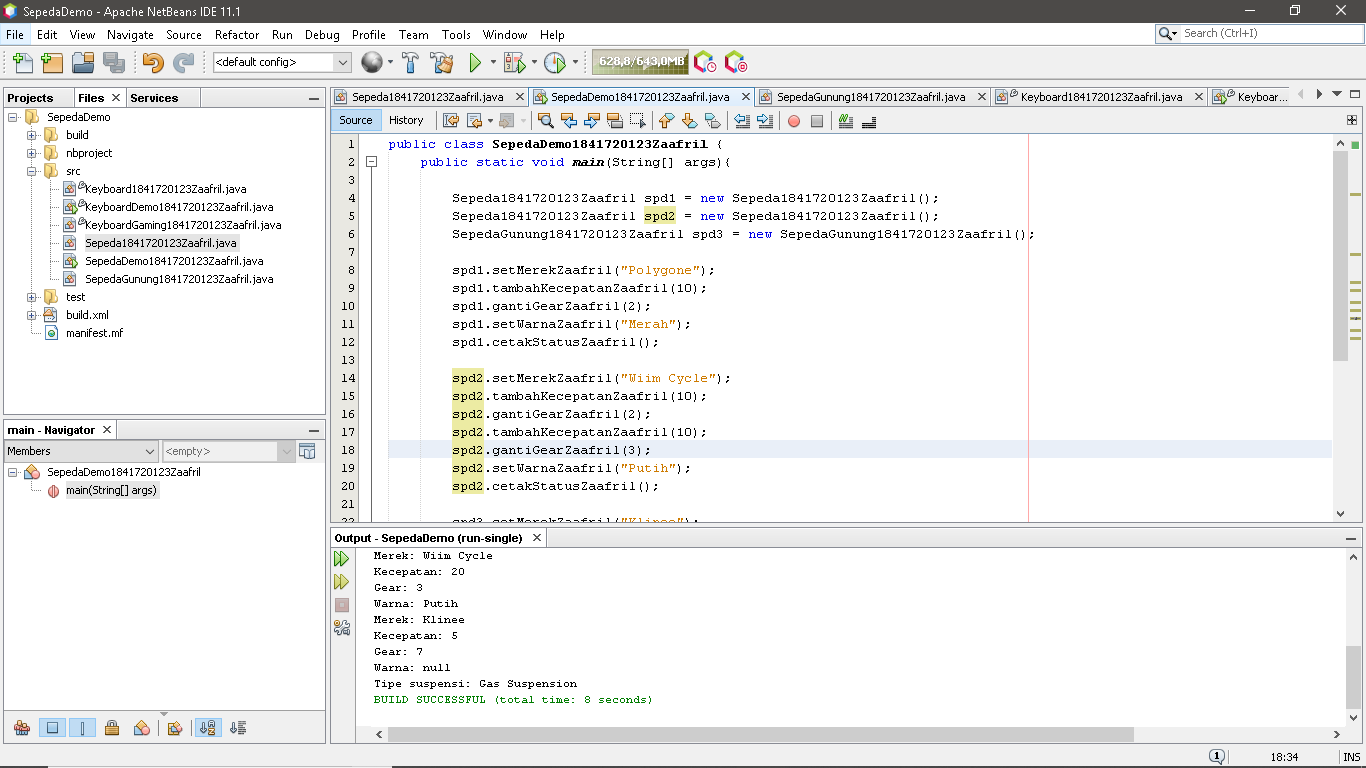 SepedaDemo - Apache NetBeans IDE 11.1
File Edit View Navigate Source Refactor Run Debug Profile Team Tools Window Help
Search (Ctrl+I)
<default config>
628,8/643,0MB
Projects Files Services
SepedaDemo
build
nbproject
src
Keyboard1841720123Zaafril.java
KeyboardDemo1841720123Zaafril.java
KeyboardGaming1841720123Zaafril.java
Sepeda1841720123Zaafril.java
SepedaDemo1841720123Zaafril.java
SepedaGunung1841720123Zaafril.java
test
build.xml
manifest.mf
main - Navigator
Members
<empty>
SepedaDemo1841720123Zaafril
main(String[] args)
Sepeda1841720123Zaafril.java SepedaDemo1841720123Zaafril.java SepedaGunung1841720123Zaafril.java Keyboard1841720123Zaafril.java Keyboar...
Source History
1 public class SepedaDemo1841720123Zaafril {
2 public static void main(String[] args){
3
4 Sepeda1841720123Zaafril spd1 = new Sepeda1841720123Zaafril();
5 Sepeda1841720123Zaafril spd2 = new Sepeda1841720123Zaafril();
6 SepedaGunung1841720123Zaafril spd3 = new SepedaGunung1841720123Zaafril();
7
8 spd1.setMerekZaafril("Polygone");
9 spd1.tambahKecepatanZaafril(10);
10 spd1.gantiGearZaafril(2);
11 spd1.setWarnaZaafril("Merah");
12 spd1.cetakStatusZaafril();
13
14 spd2.setMerekZaafril("Wiim Cycle");
15 spd2.tambahKecepatanZaafril(10);
16 spd2.gantiGearZaafril(2);
17 spd2.tambahKecepatanZaafril(10);
18 spd2.gantiGearZaafril(3);
19 spd2.setWarnaZaafril("Putih");
20 spd2.cetakStatusZaafril();
21
22 spd3.setMerekZaafril("Klinee");
Output - SepedaDemo (run-single)
Merek: Wiim Cycle
Kecepatan: 20
Gear: 3
Warna: Putih
Merek: Klinee
Kecepatan: 5
Gear: 7
Warna: null
Tipe suspensi: Gas Suspension
BUILD SUCCESSFUL (total time: 8 seconds)
1
18:34
INS